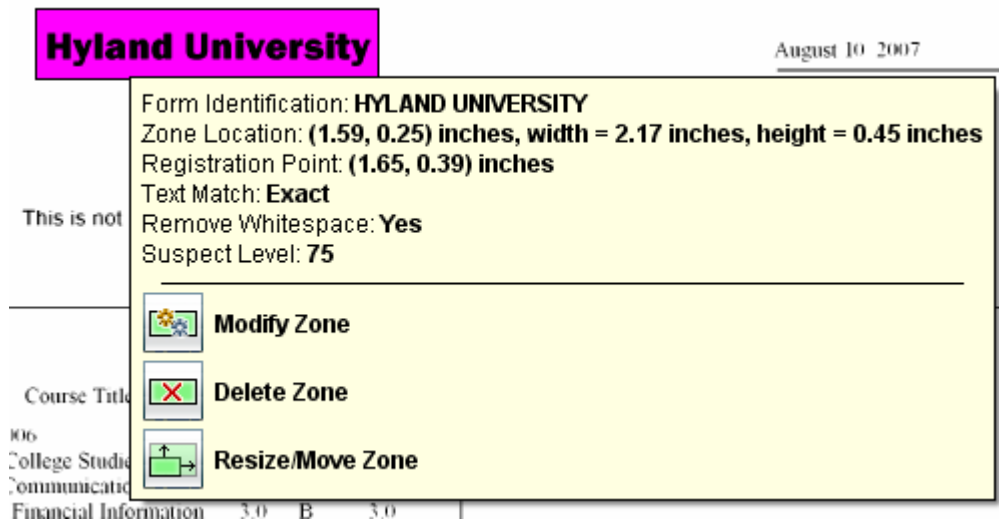 Hyland University
August 10 2007
Form Identification: HYLAND UNIVERSITY
Zone Location: (1.59, 0.25) inches, width = 2.17 inches, height = 0.45 inches
Registration Point: (1.65, 0.39) inches
Text Match: Exact
This is not
Remove Whitespace: Yes
Suspect Level: 75
Modify Zone
Course Title
Delete Zone
006
College Studie
Resize/Move Zone
Communicatio
Financial Information 3.0 B 3.0